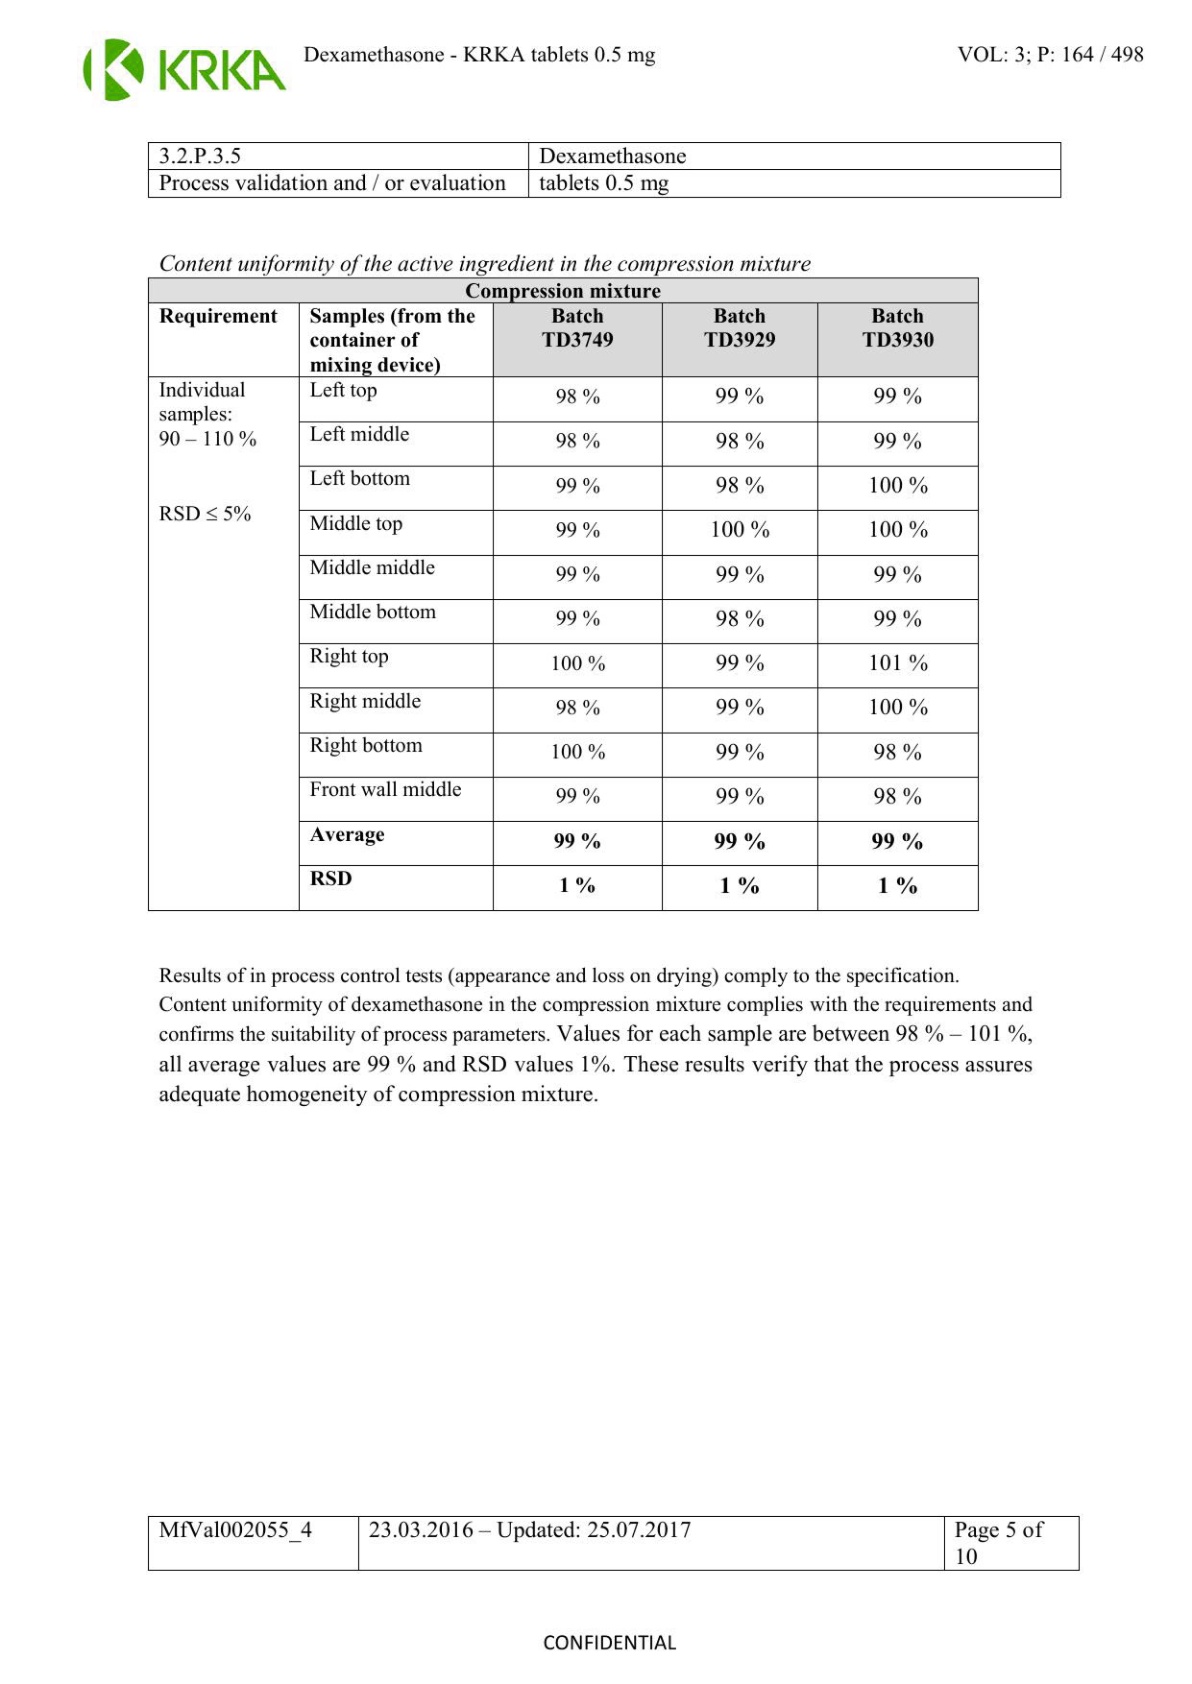 KRKA
Dexamethasone - KRKA tablets 0.5 mg
VOL: 3; P: 164 / 498
3.2.P.3.5
Dexamethasone
Process validation and / or evaluation
tablets 0.5 mg
Content uniformity of the active ingredient in the compression mixture
Compression mixture
Requirement
Samples (from the
container of
mixing device)
Batch
TD3749
Batch
TD3929
Batch
TD3930
Individual
samples:
90 – 110 %
RSD ≤ 5%
Left top 98 % 99 % 99 %
Left middle 98 % 98 % 99 %
Left bottom 99 % 98 % 100 %
Middle top 99 % 100 % 100 %
Middle middle 99 % 99 % 99 %
Middle bottom 99 % 98 % 99 %
Right top 100 % 99 % 101 %
Right middle 98 % 99 % 100 %
Right bottom 100 % 99 % 98 %
Front wall middle 99 % 99 % 98 %
Average 99 % 99 % 99 %
RSD 1 % 1 % 1 %
Results of in process control tests (appearance and loss on drying) comply to the specification.
Content uniformity of dexamethasone in the compression mixture complies with the requirements and
confirms the suitability of process parameters. Values for each sample are between 98 % – 101 %,
all average values are 99 % and RSD values 1%. These results verify that the process assures
adequate homogeneity of compression mixture.
MfVal002055_4
23.03.2016 – Updated: 25.07.2017
Page 5 of
10
CONFIDENTIAL